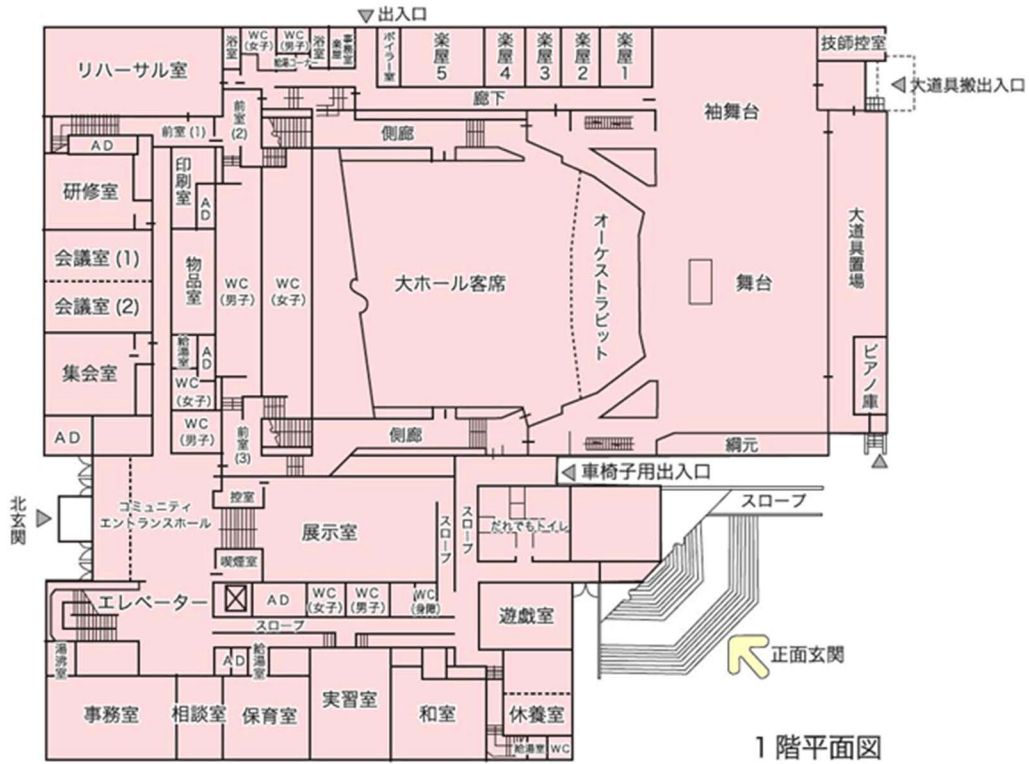 出入口
リハーサル室
浴室
WC
(女子)
WC
(男子)
浴室
楽屋
事務室
給湯コーナー
ボイラー室
楽屋5
楽屋4
楽屋3
楽屋2
楽屋1
技師控室
大道具搬出入口
廊下
袖舞台
前室(1)
前室
(2)
側廊
AD
研修室
印刷室
AD
会議室(1)
会議室(2)
物品室
WC
(男子)
WC
(女子)
大ホール客席
オーケストラピット
舞台
大道具置場
集会室
給湯室
AD
WC
(女子)
ピアノ庫
AD
WC
(男子)
前室
(3)
側廊
綱元
車椅子用出入口
北玄関
コミュニティ
エントランスホール
控室
展示室
スロープ
スロープ
だれでもトイレ
スロープ
喫煙室
エレベーター
AD
WC
(女子)
WC
(男子)
WC
(身障)
遊戯室
スロープ
正面玄関
湯沸室
AD
給湯室
事務室
相談室
保育室
実習室
和室
休養室
給湯室
WC
1階平面図